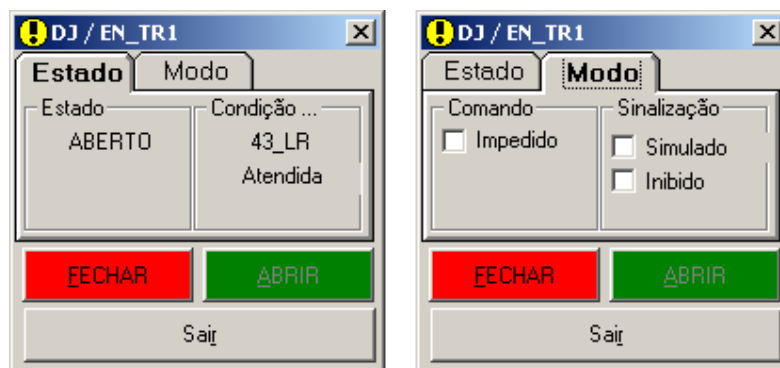 DJ / EN_TR1
Estado Modo
Estado
ABERTO
Condição ...
43_LR
Atendida
FECHAR ABRIR
Sair
DJ / EN_TR1
Estado Modo
Comando
Impedido
Sinalização
Simulado
Inibido
FECHAR ABRIR
Sair